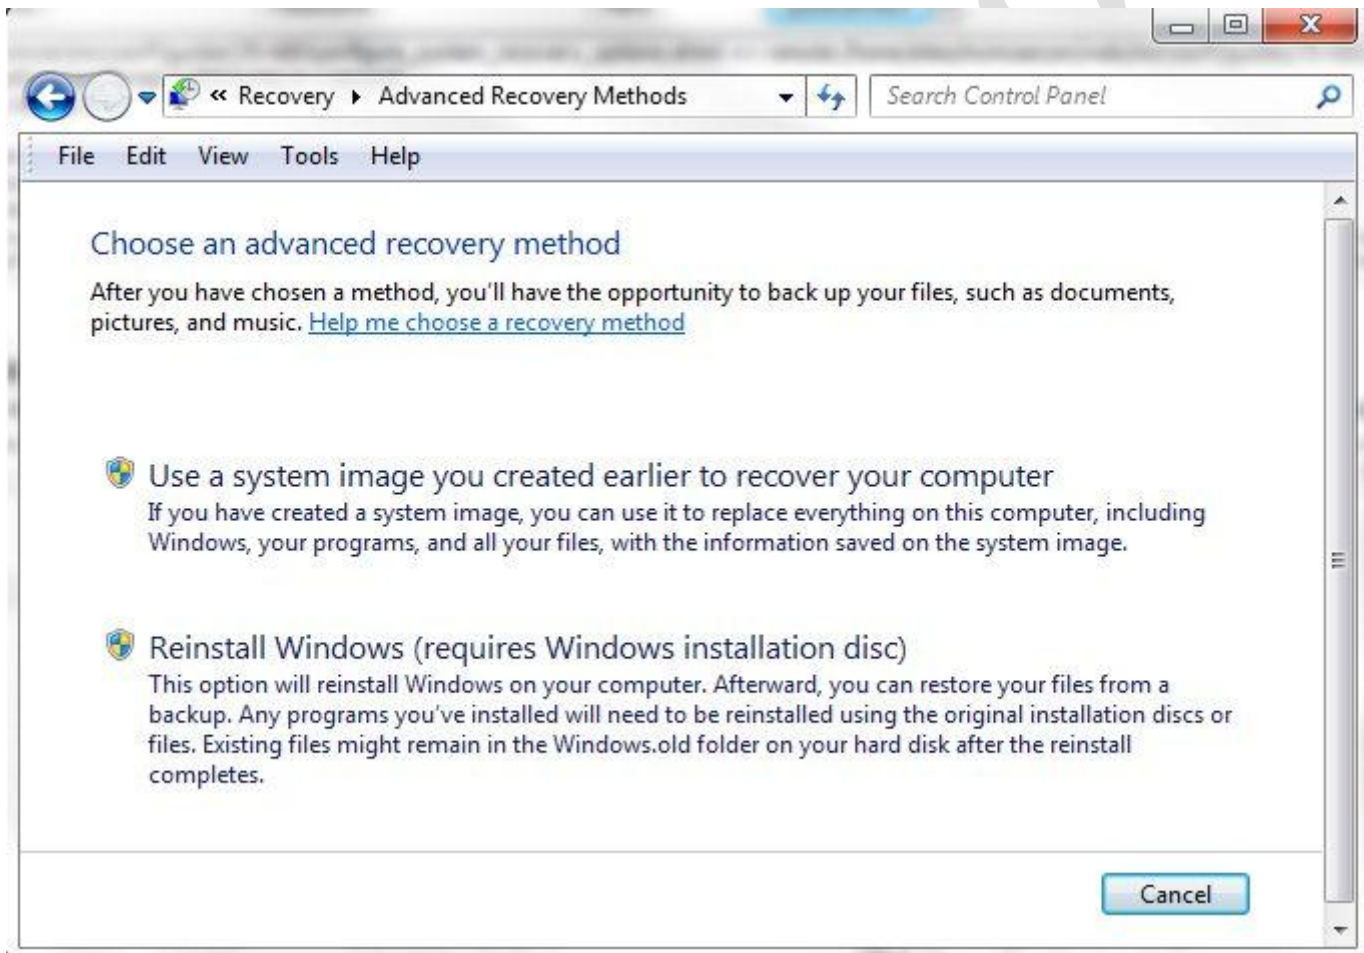 « Recovery ▸ Advanced Recovery Methods
Search Control Panel
File Edit View Tools Help
Choose an advanced recovery method
After you have chosen a method, you'll have the opportunity to back up your files, such as documents,
pictures, and music. Help me choose a recovery method
Use a system image you created earlier to recover your computer
If you have created a system image, you can use it to replace everything on this computer, including
Windows, your programs, and all your files, with the information saved on the system image.
Reinstall Windows (requires Windows installation disc)
This option will reinstall Windows on your computer. Afterward, you can restore your files from a
backup. Any programs you've installed will need to be reinstalled using the original installation discs or
files. Existing files might remain in the Windows.old folder on your hard disk after the reinstall
completes.
Cancel